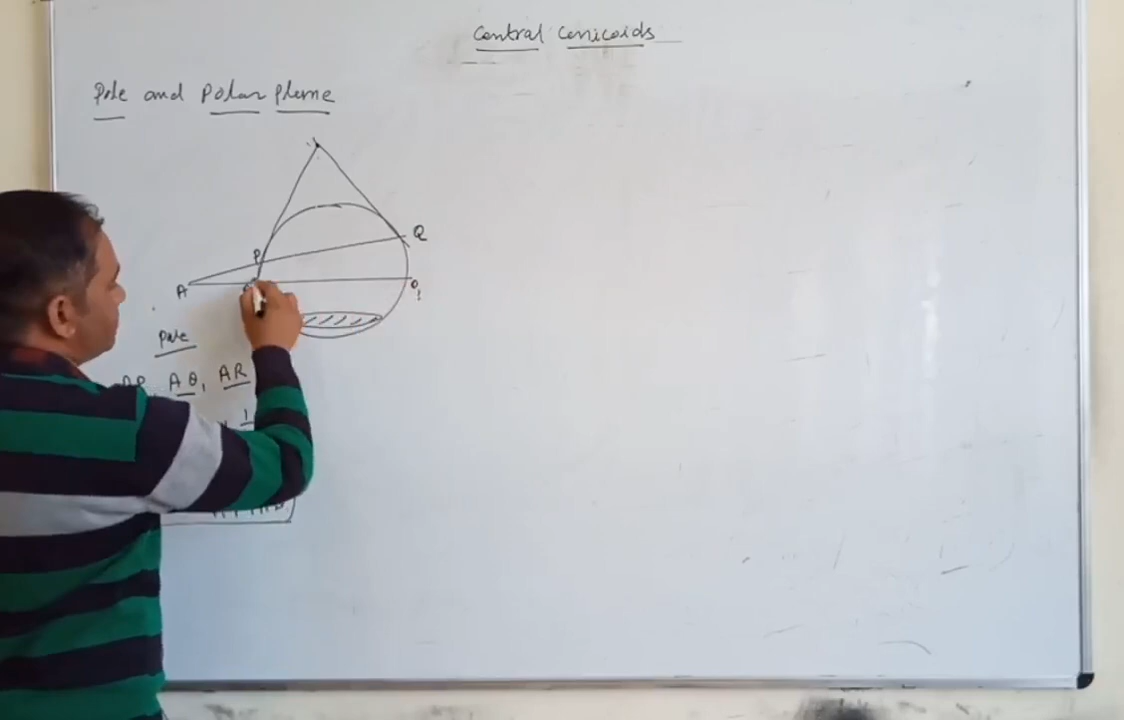 Central Conicoids
Pole and Polar Plane
P
Q
A
Q1
Pole
AP, AQ, AR